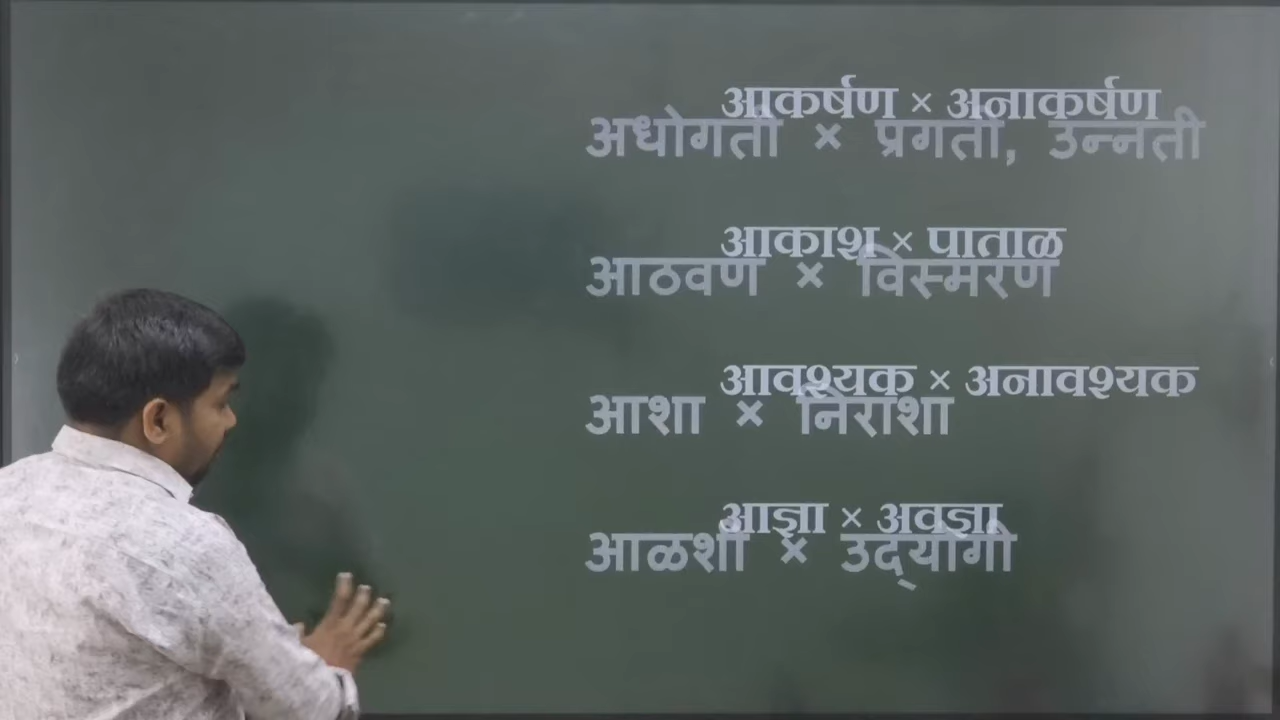 आकर्षण × अनाकर्षण
अधोगती × प्रगती, उन्नती
आकाश × पाताळ
आठवण × विस्मरण
आवश्यक × अनावश्यक
आशा × निराशा
आज्ञा × अवज्ञा
आळशी × उद्‌योगी